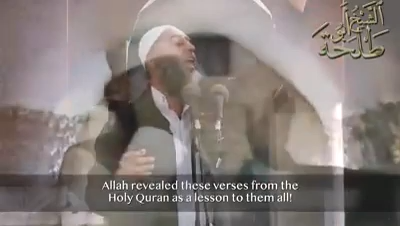 الشيخ أبو
طلحة
Allah revealed these verses from the
Holy Quran as a lesson to them all!